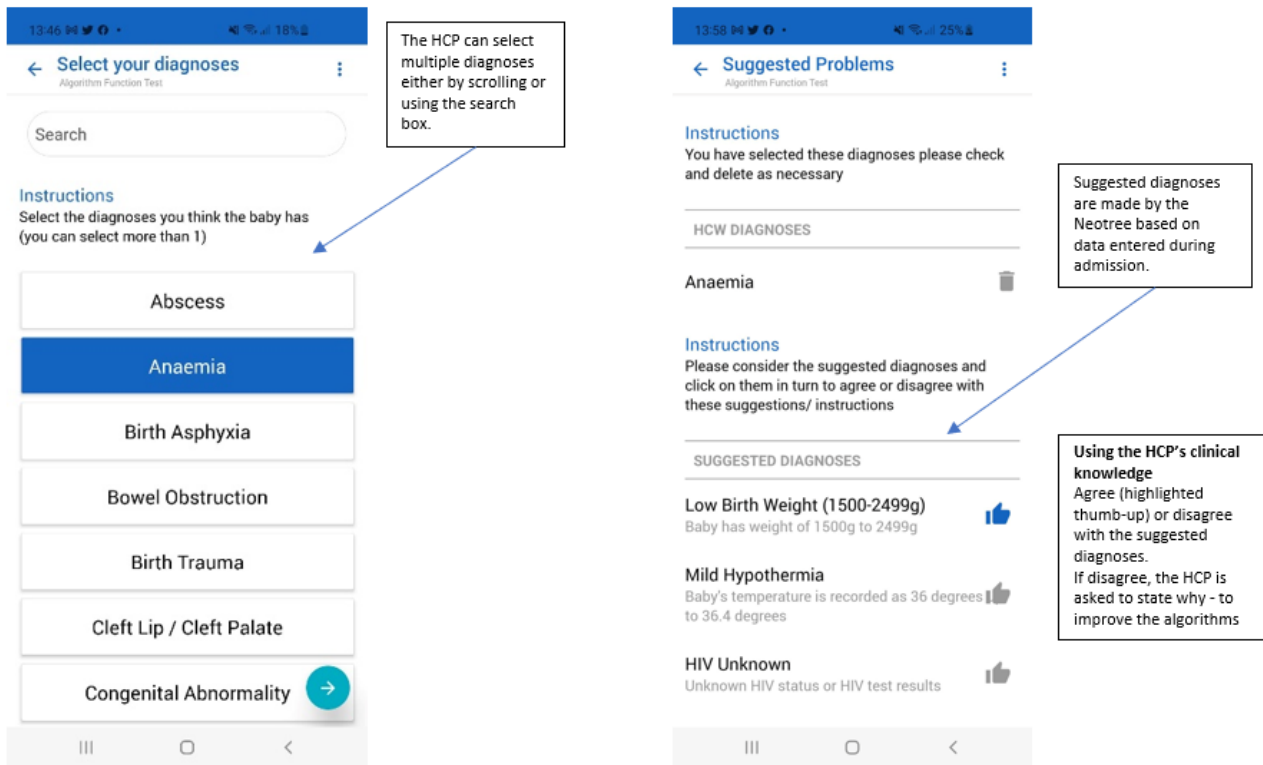 13:46
18%
Select your diagnoses
Algorithm Function Test
Search
Instructions
Select the diagnoses you think the baby has
(you can select more than 1)
Abscess
Anaemia
Birth Asphyxia
Bowel Obstruction
Birth Trauma
Cleft Lip / Cleft Palate
Congenital Abnormality
The HCP can select
multiple diagnoses
either by scrolling or
using the search
box.
13:58
25%
Suggested Problems
Algorithm Function Test
Instructions
You have selected these diagnoses please check
and delete as necessary
HCW DIAGNOSES
Anaemia
Instructions
Please consider the suggested diagnoses and
click on them in turn to agree or disagree with
these suggestions/ instructions
SUGGESTED DIAGNOSES
Low Birth Weight (1500-2499g)
Baby has weight of 1500g to 2499g
Mild Hypothermia
Baby's temperature is recorded as 36 degrees
to 36.4 degrees
HIV Unknown
Unknown HIV status or HIV test results
Suggested diagnoses
are made by the
Neotree based on
data entered during
admission.
Using the HCP's clinical
knowledge
Agree (highlighted
thumb-up) or disagree
with the suggested
diagnoses.
If disagree, the HCP is
asked to state why - to
improve the algorithms